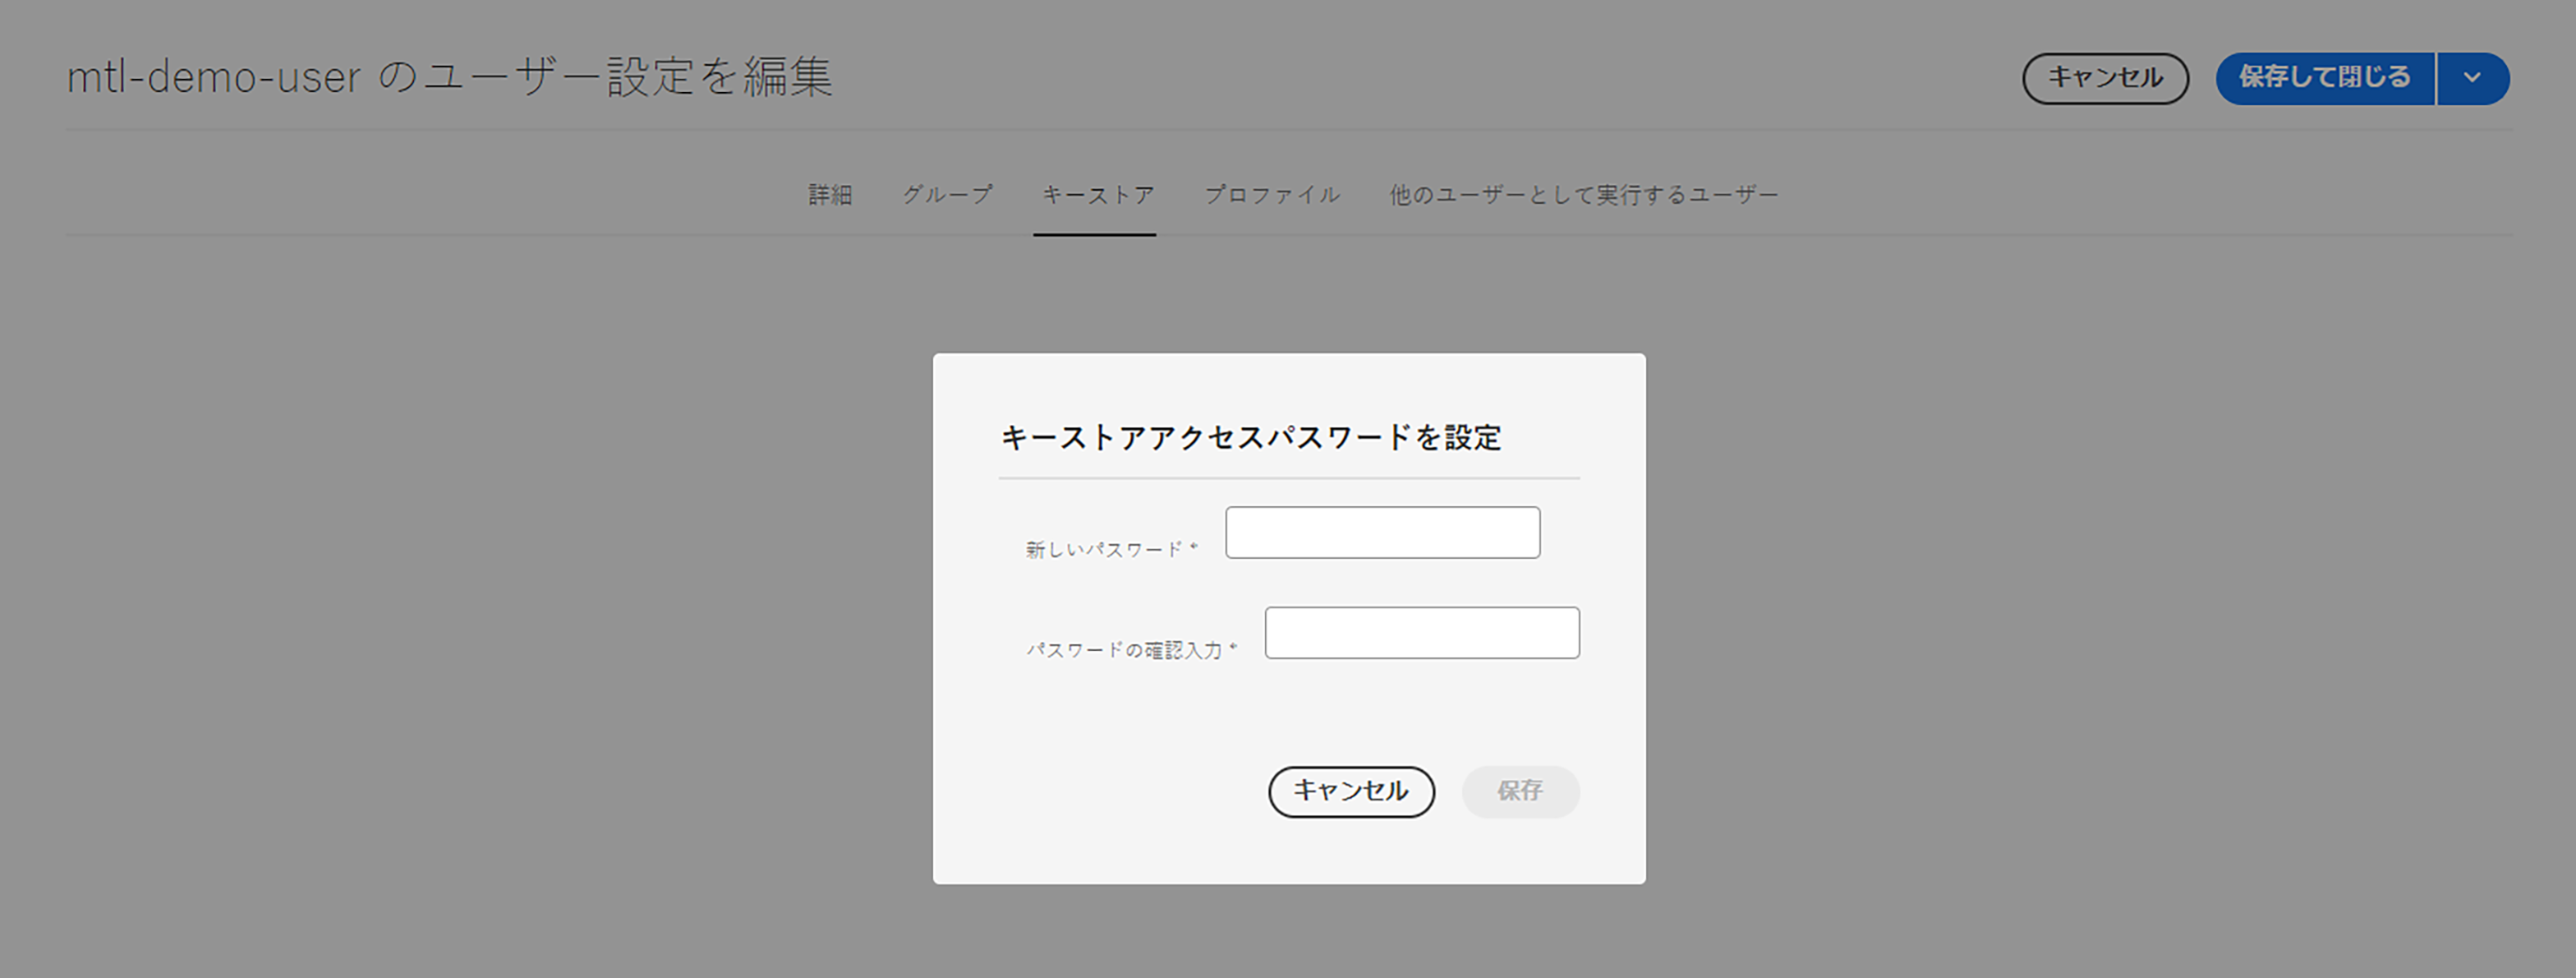 mtl-demo-user のユーザー設定を編集
キャンセル 保存して閉じる
詳細 グループ キーストア プロファイル 他のユーザーとして実行するユーザー
キーストアアクセスパスワードを設定
新しいパスワード *
パスワードの確認入力 *
キャンセル 保存